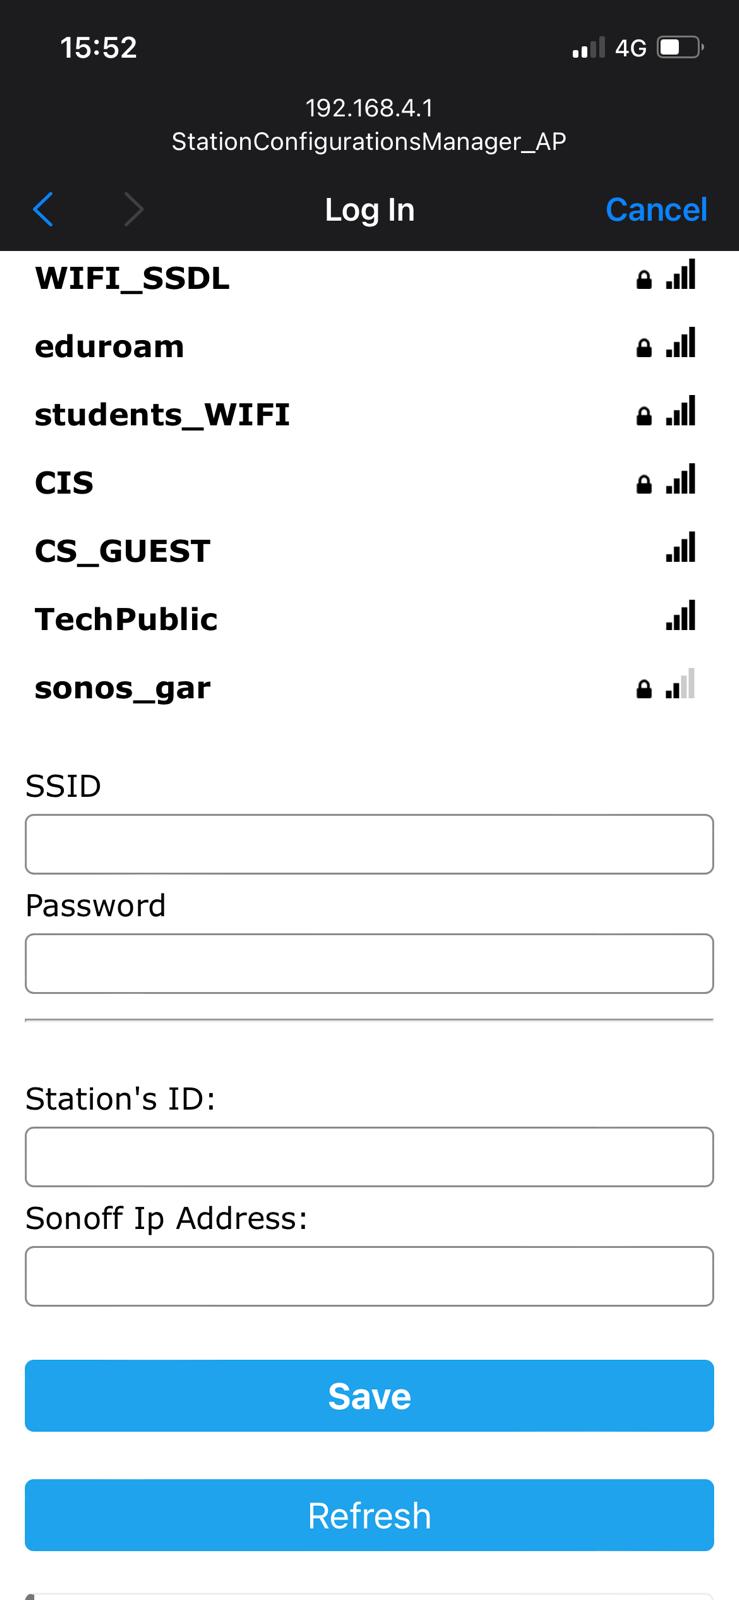 15:52
4G
192.168.4.1
StationConfigurationsManager_AP
Log In
Cancel
WIFI_SSDL
eduroam
students_WIFI
CIS
CS_GUEST
TechPublic
sonos_gar
SSID
Password
Station's ID:
Sonoff Ip Address:
Save
Refresh